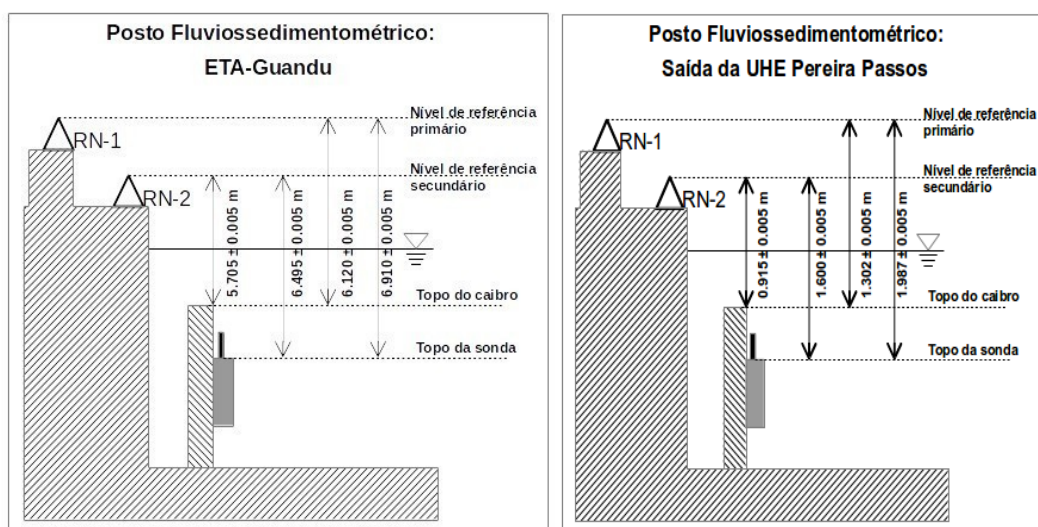 Posto Fluviossedimentométrico:
ETA-Guandu
Nível de referência
primário
RN-1
Nível de referência
secundário
RN-2
5.705 ± 0.005 m
6.495 ± 0.005 m
6.120 ± 0.005 m
6.910 ± 0.005 m
Topo do caibro
Topo da sonda
Posto Fluviossedimentométrico:
Saída da UHE Pereira Passos
Nível de referência
primário
RN-1
Nível de referência
secundário
RN-2
0.915 ± 0.005 m
1.600 ± 0.005 m
1.302 ± 0.005 m
1.987 ± 0.005 m
Topo do caibro
Topo da sonda